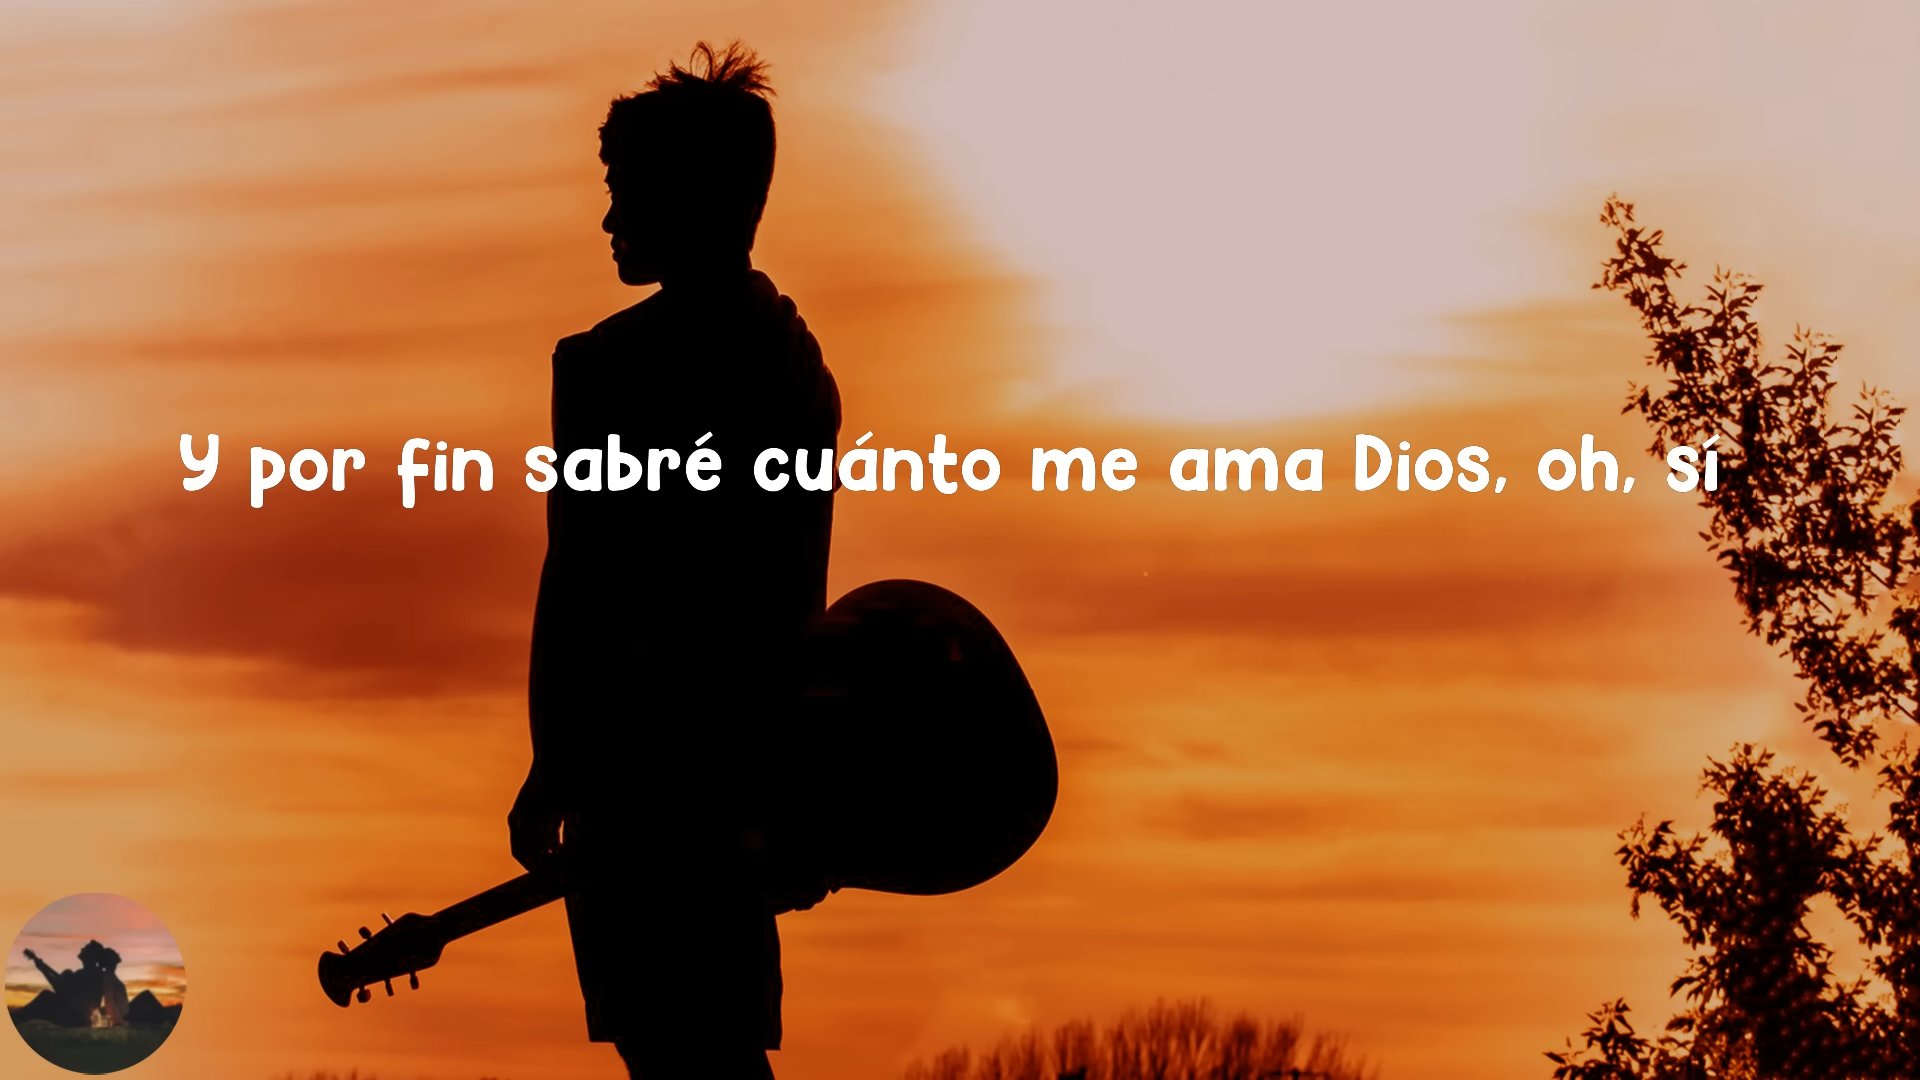 Y por fin sabré cuánto me ama Dios, oh, sí